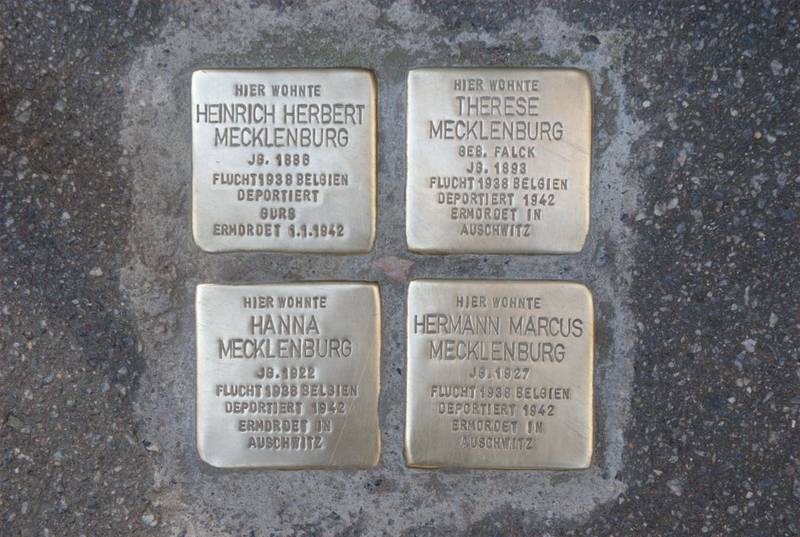 HIER WOHNTE
HEINRICH HERBERT
MECKLENBURG
JG. 1886
FLUCHT 1938 BELGIEN
DEPORTIERT
GURS
ERMORDET 1.1.1942
HIER WOHNTE
THERESE
MECKLENBURG
GEB. FALCK
JG. 1893
FLUCHT 1938 BELGIEN
DEPORTIERT 1942
ERMORDET IN
AUSCHWITZ
HIER WOHNTE
HANNA
MECKLENBURG
JG. 1922
FLUCHT 1938 BELGIEN
DEPORTIERT 1942
ERMORDET IN
AUSCHWITZ
HIER WOHNTE
HERMANN MARCUS
MECKLENBURG
JG. 1927
FLUCHT 1938 BELGIEN
DEPORTIERT 1942
ERMORDET IN
AUSCHWITZ